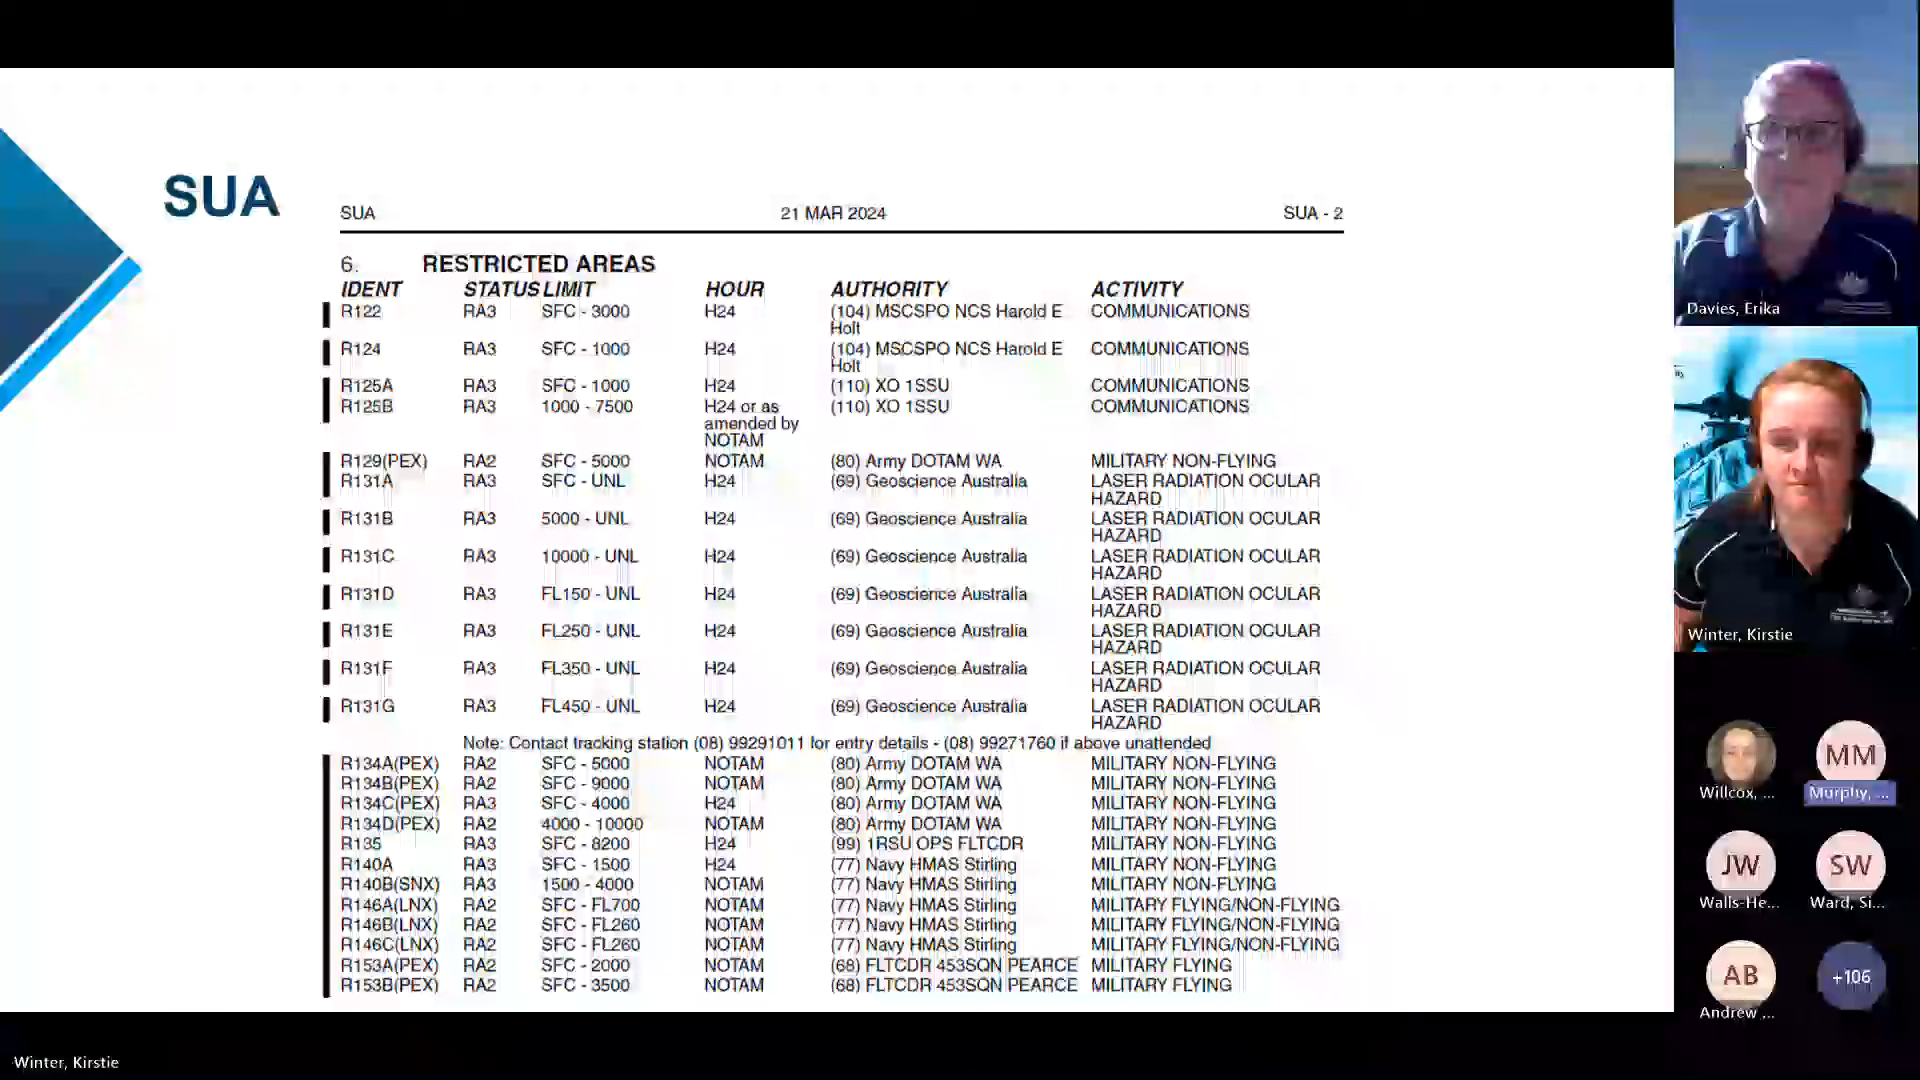 SUA
SUA 21 MAR 2024 SUA - 2
6. RESTRICTED AREAS
IDENT STATUS LIMIT HOUR AUTHORITY ACTIVITY
R122 RA3 SFC - 3000 H24 (104) MSCSPO NCS Harold E COMMUNICATIONS
Holt
R124 RA3 SFC - 1000 H24 (104) MSCSPO NCS Harold E COMMUNICATIONS
Holt
R125A RA3 SFC - 1000 H24 (110) XO 1SSU COMMUNICATIONS
R125B RA3 1000 - 7500 H24 or as (110) XO 1SSU COMMUNICATIONS
amended by
NOTAM
R129(PEX) RA2 SFC - 5000 NOTAM (80) Army DOTAM WA MILITARY NON-FLYING
R131A RA3 SFC - UNL H24 (69) Geoscience Australia LASER RADIATION OCULAR
HAZARD
R131B RA3 5000 - UNL H24 (69) Geoscience Australia LASER RADIATION OCULAR
HAZARD
R131C RA3 10000 - UNL H24 (69) Geoscience Australia LASER RADIATION OCULAR
HAZARD
R131D RA3 FL150 - UNL H24 (69) Geoscience Australia LASER RADIATION OCULAR
HAZARD
R131E RA3 FL250 - UNL H24 (69) Geoscience Australia LASER RADIATION OCULAR
HAZARD
R131F RA3 FL350 - UNL H24 (69) Geoscience Australia LASER RADIATION OCULAR
HAZARD
R131G RA3 FL450 - UNL H24 (69) Geoscience Australia LASER RADIATION OCULAR
HAZARD
Note: Contact tracking station (08) 99291011 for entry details - (08) 99271760 if above unattended
R134A(PEX) RA2 SFC - 5000 NOTAM (80) Army DOTAM WA MILITARY NON-FLYING
R134B(PEX) RA2 SFC - 9000 NOTAM (80) Army DOTAM WA MILITARY NON-FLYING
R134C(PEX) RA3 SFC - 4000 H24 (80) Army DOTAM WA MILITARY NON-FLYING
R134D(PEX) RA2 4000 - 10000 NOTAM (80) Army DOTAM WA MILITARY NON-FLYING
R135 RA3 SFC - 8200 H24 (99) 1RSU OPS FLTCDR MILITARY NON-FLYING
R140A RA3 SFC - 1500 H24 (77) Navy HMAS Stirling MILITARY NON-FLYING
R140B(SNX) RA3 1500 - 4000 NOTAM (77) Navy HMAS Stirling MILITARY NON-FLYING
R146A(LNX) RA2 SFC - FL700 NOTAM (77) Navy HMAS Stirling MILITARY FLYING/NON-FLYING
R146B(LNX) RA2 SFC - FL260 NOTAM (77) Navy HMAS Stirling MILITARY FLYING/NON-FLYING
R146C(LNX) RA2 SFC - FL260 NOTAM (77) Navy HMAS Stirling MILITARY FLYING/NON-FLYING
R153A(PEX) RA2 SFC - 2000 NOTAM (68) FLTCDR 453SQN PEARCE MILITARY FLYING
R153B(PEX) RA2 SFC - 3500 NOTAM (68) FLTCDR 453SQN PEARCE MILITARY FLYING
Davies, Erika
Winter, Kirstie
MM
Willcox, ... Murphy, ...
JW SW
Walls-He... Ward, Si...
AB +106
Andrew ...
Winter, Kirstie